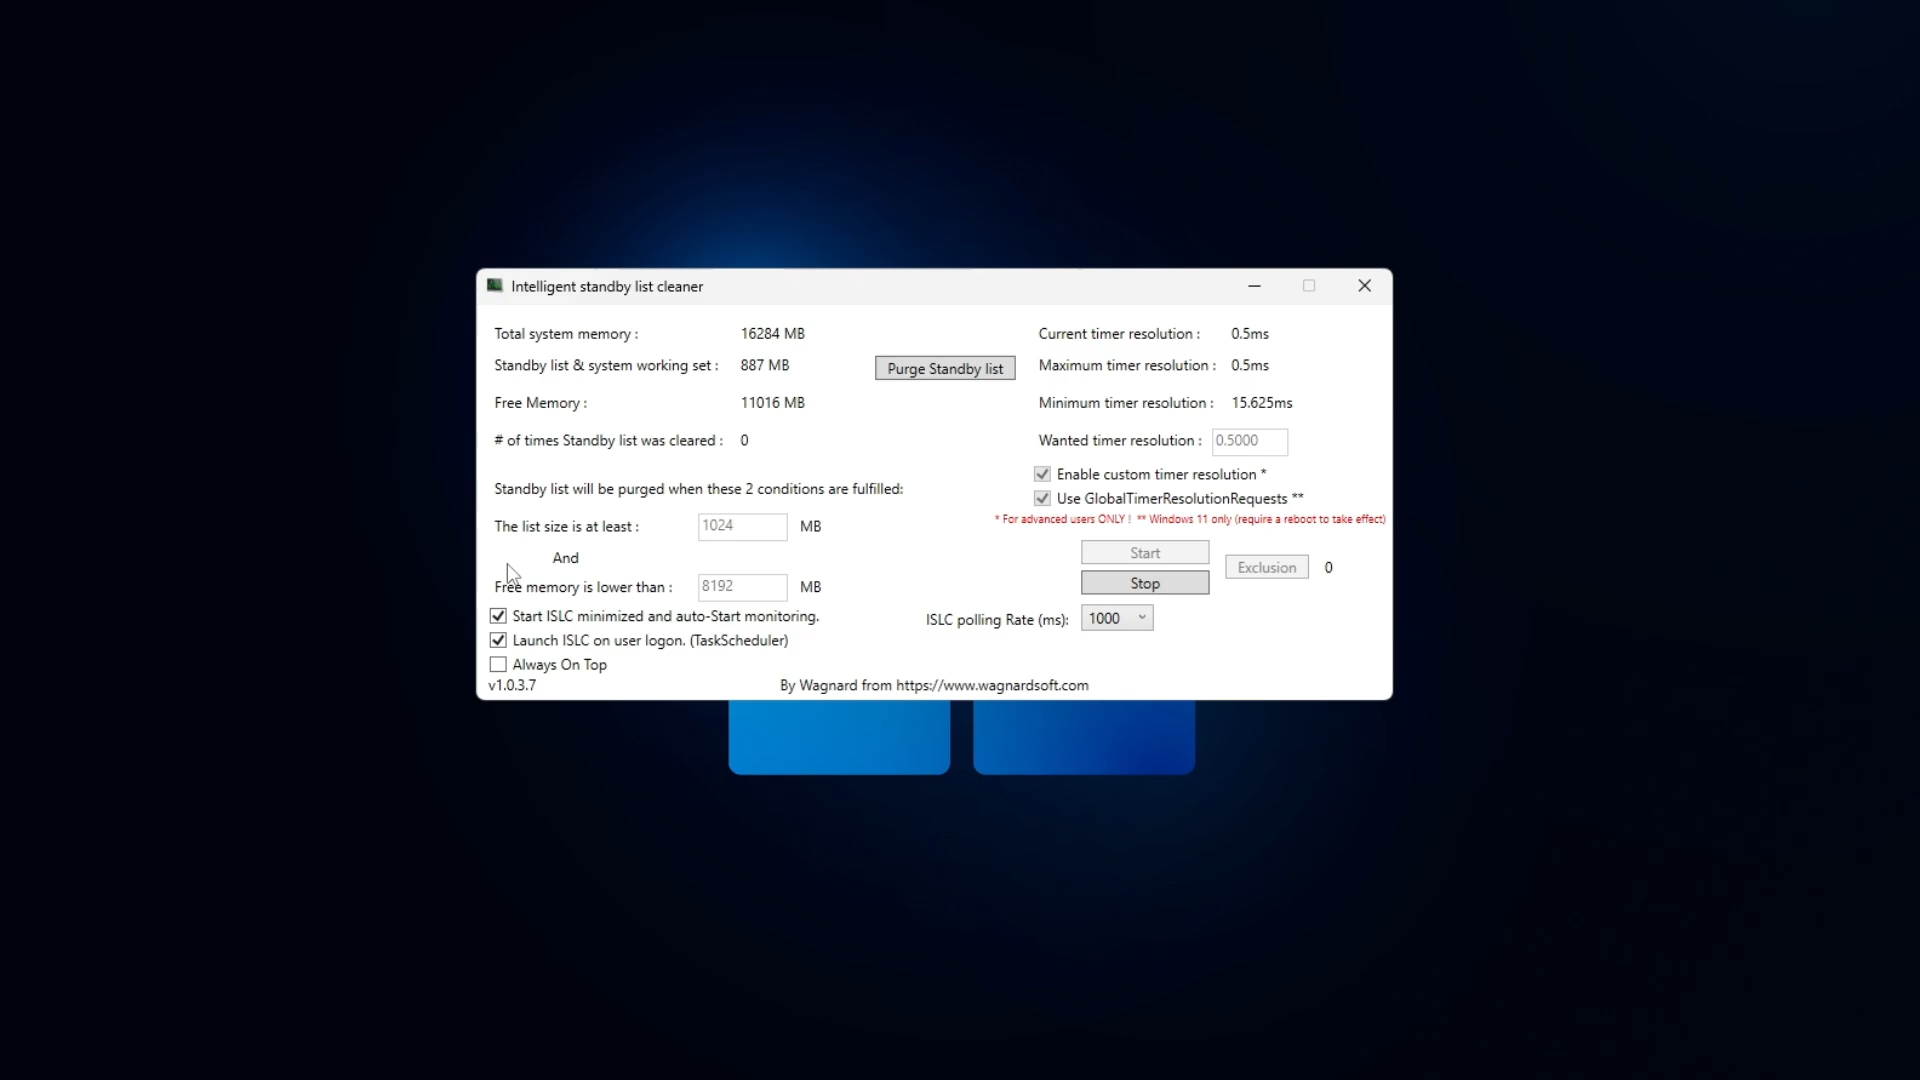 Intelligent standby list cleaner
Total system memory : 16284 MB
Standby list & system working set : 887 MB
Purge Standby list
Free Memory : 11016 MB
# of times Standby list was cleared : 0
Standby list will be purged when these 2 conditions are fulfilled:
The list size is at least : 1024 MB
And
Free memory is lower than : 8192 MB
Start ISLC minimized and auto-Start monitoring.
Launch ISLC on user logon. (TaskScheduler)
Always On Top
v1.0.3.7
Current timer resolution : 0.5ms
Maximum timer resolution : 0.5ms
Minimum timer resolution : 15.625ms
Wanted timer resolution : 0.5000
Enable custom timer resolution *
Use GlobalTimerResolutionRequests **
* For advanced users ONLY ! ** Windows 11 only (require a reboot to take effect)
Start
Stop
Exclusion 0
ISLC polling Rate (ms): 1000
By Wagnard from https://www.wagnardsoft.com